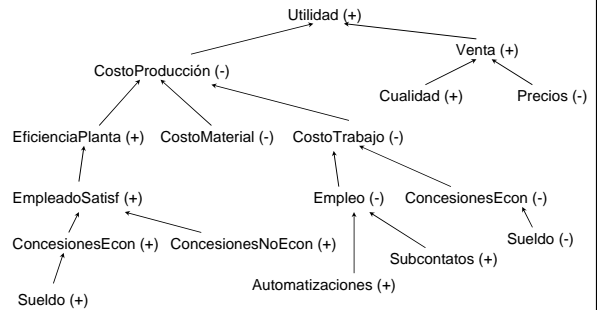 Utilidad (+)
Venta (+)
CostoProducción (-)
Cualidad (+)
Precios (-)
EficienciaPlanta (+)
CostoMaterial (-)
CostoTrabajo (-)
EmpleadoSatisf (+)
Empleo (-)
ConcesionesEcon (-)
ConcesionesEcon (+)
ConcesionesNoEcon (+)
Sueldo (-)
Subcontatos (+)
Automatizaciones (+)
Sueldo (+)